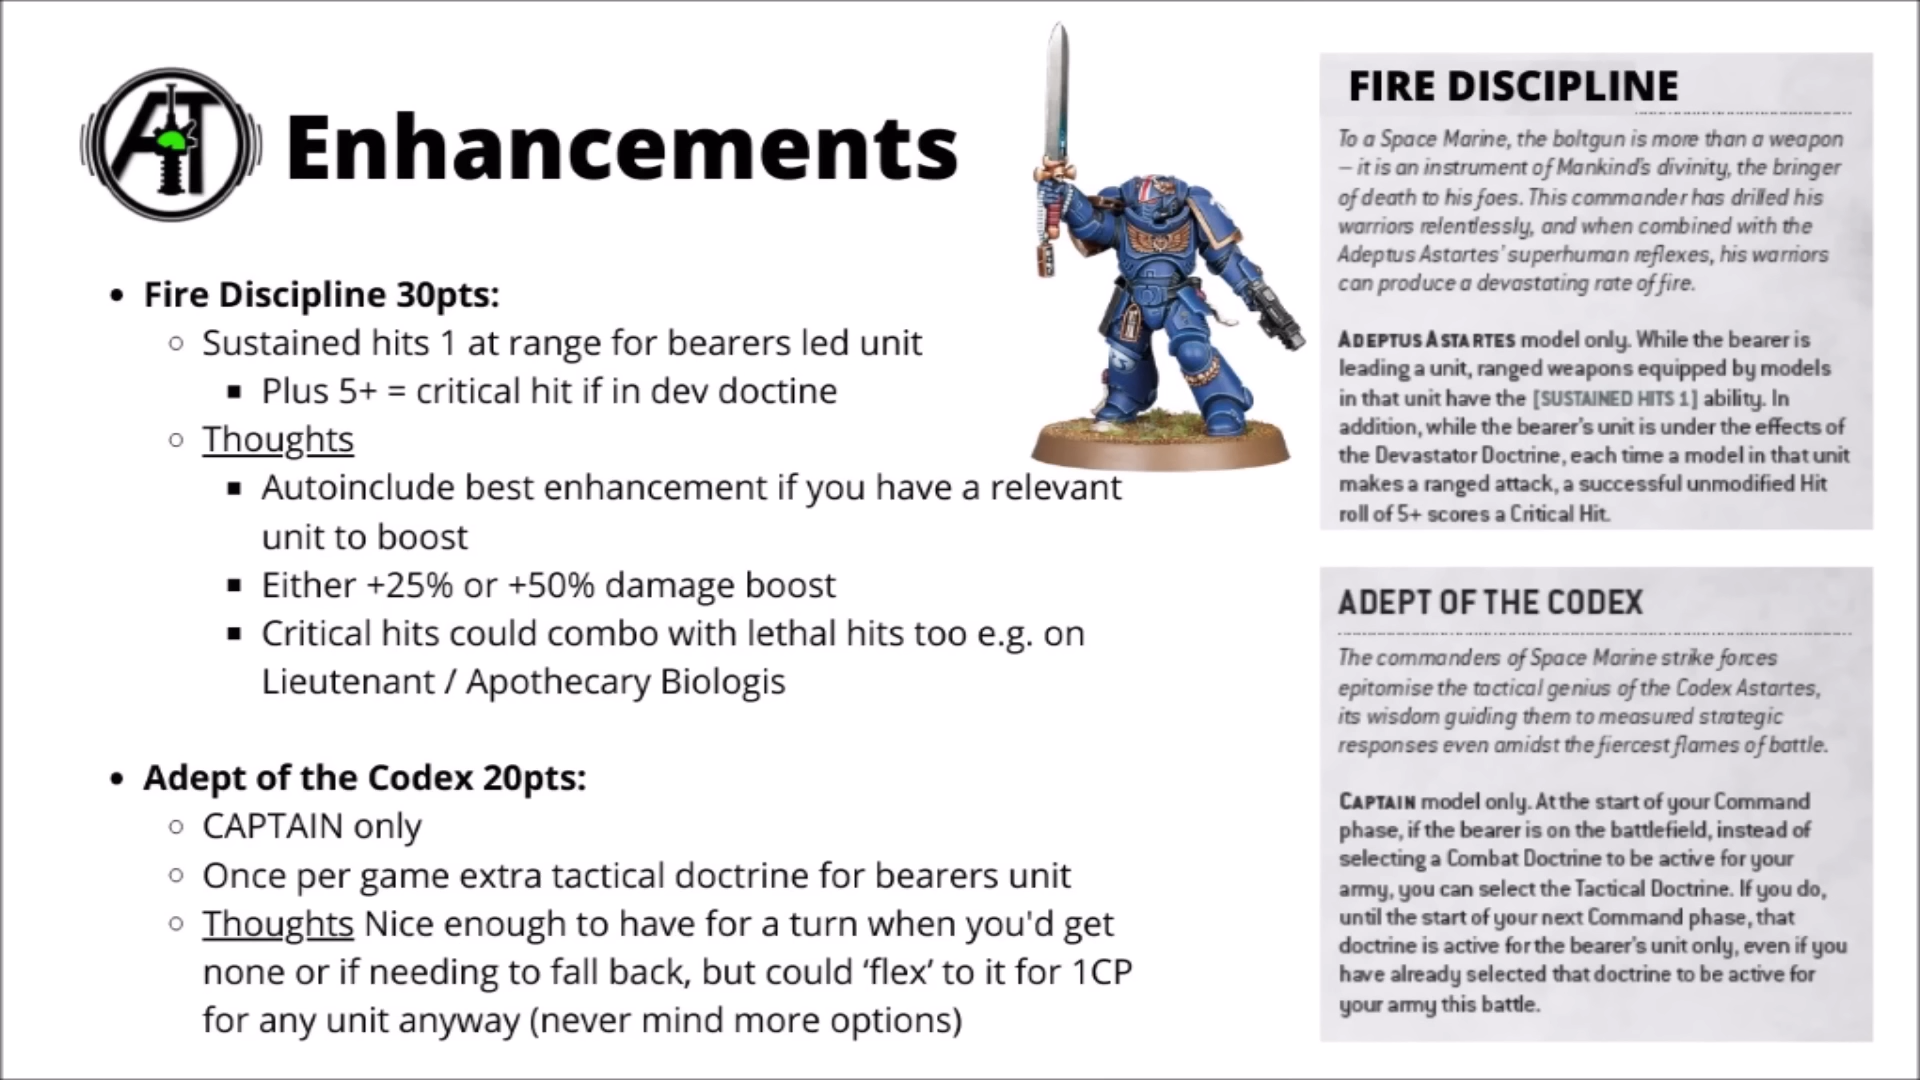 AT
Enhancements
• Fire Discipline 30pts:
○ Sustained hits 1 at range for bearers led unit
■ Plus 5+ = critical hit if in dev doctine
○ Thoughts
■ Autoinclude best enhancement if you have a relevant
unit to boost
■ Either +25% or +50% damage boost
■ Critical hits could combo with lethal hits too e.g. on
Lieutenant / Apothecary Biologis
• Adept of the Codex 20pts:
○ CAPTAIN only
○ Once per game extra tactical doctrine for bearers unit
○ Thoughts Nice enough to have for a turn when you'd get
none or if needing to fall back, but could ‘flex’ to it for 1CP
for any unit anyway (never mind more options)
FIRE DISCIPLINE
To a Space Marine, the boltgun is more than a weapon
– it is an instrument of Mankind's divinity, the bringer
of death to his foes. This commander has drilled his
warriors relentlessly, and when combined with the
Adeptus Astartes' superhuman reflexes, his warriors
can produce a devastating rate of fire.
ADEPTUS ASTARTES model only. While the bearer is
leading a unit, ranged weapons equipped by models
in that unit have the [SUSTAINED HITS 1] ability. In
addition, while the bearer's unit is under the effects of
the Devastator Doctrine, each time a model in that unit
makes a ranged attack, a successful unmodified Hit
roll of 5+ scores a Critical Hit.
ADEPT OF THE CODEX
The commanders of Space Marine strike forces
epitomise the tactical genius of the Codex Astartes,
its wisdom guiding them to measured strategic
responses even amidst the fiercest flames of battle.
CAPTAIN model only. At the start of your Command
phase, if the bearer is on the battlefield, instead of
selecting a Combat Doctrine to be active for your
army, you can select the Tactical Doctrine. If you do,
until the start of your next Command phase, that
doctrine is active for the bearer's unit only, even if you
have already selected that doctrine to be active for
your army this battle.